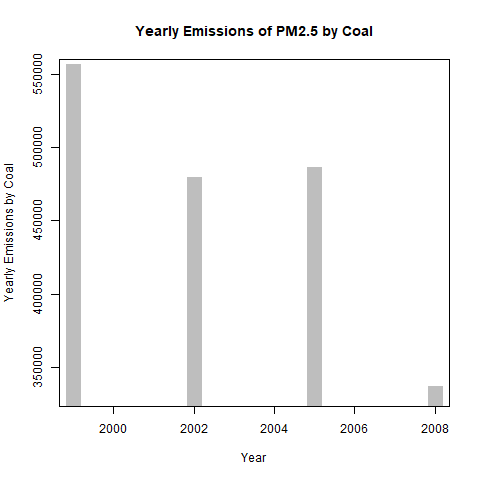 Yearly Emissions of PM2.5 by Coal
Yearly Emissions by Coal
550000
500000
450000
400000
350000
2000 2002 2004 2006 2008
Year